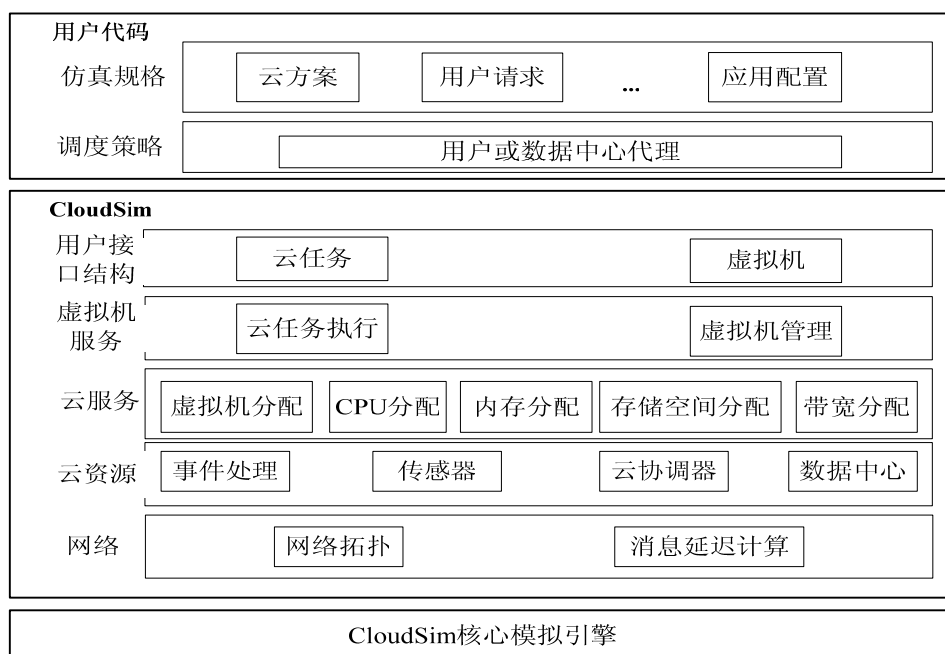 用户代码
仿真规格 云方案 用户请求 ... 应用配置
调度策略 用户或数据中心代理
CloudSim
用户接
口结构 云任务 虚拟机
虚拟机
服务 云任务执行 虚拟机管理
云服务 虚拟机分配 CPU分配 内存分配 存储空间分配 带宽分配
云资源 事件处理 传感器 云协调器 数据中心
网络 网络拓扑 消息延迟计算
CloudSim核心模拟引擎